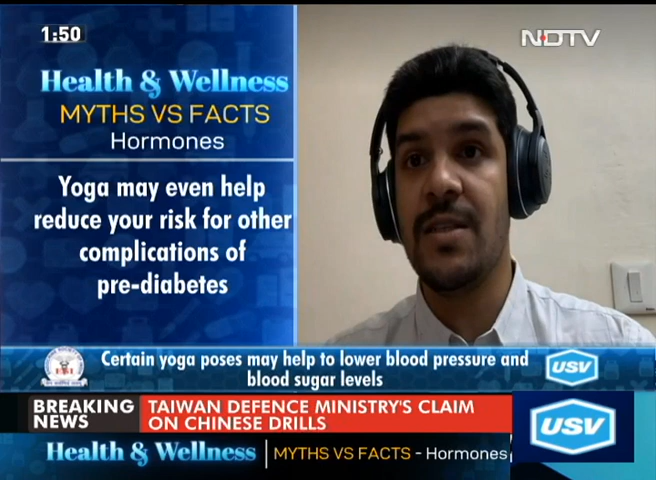 1:50
NDTV
Health & Wellness
MYTHS VS FACTS
Hormones
Yoga may even help
reduce your risk for other
complications of
pre-diabetes
Certain yoga poses may help to lower blood pressure and
blood sugar levels
USV
BREAKING
NEWS
TAIWAN DEFENCE MINISTRY'S CLAIM
ON CHINESE DRILLS
USV
Health & Wellness
MYTHS VS FACTS - Hormones